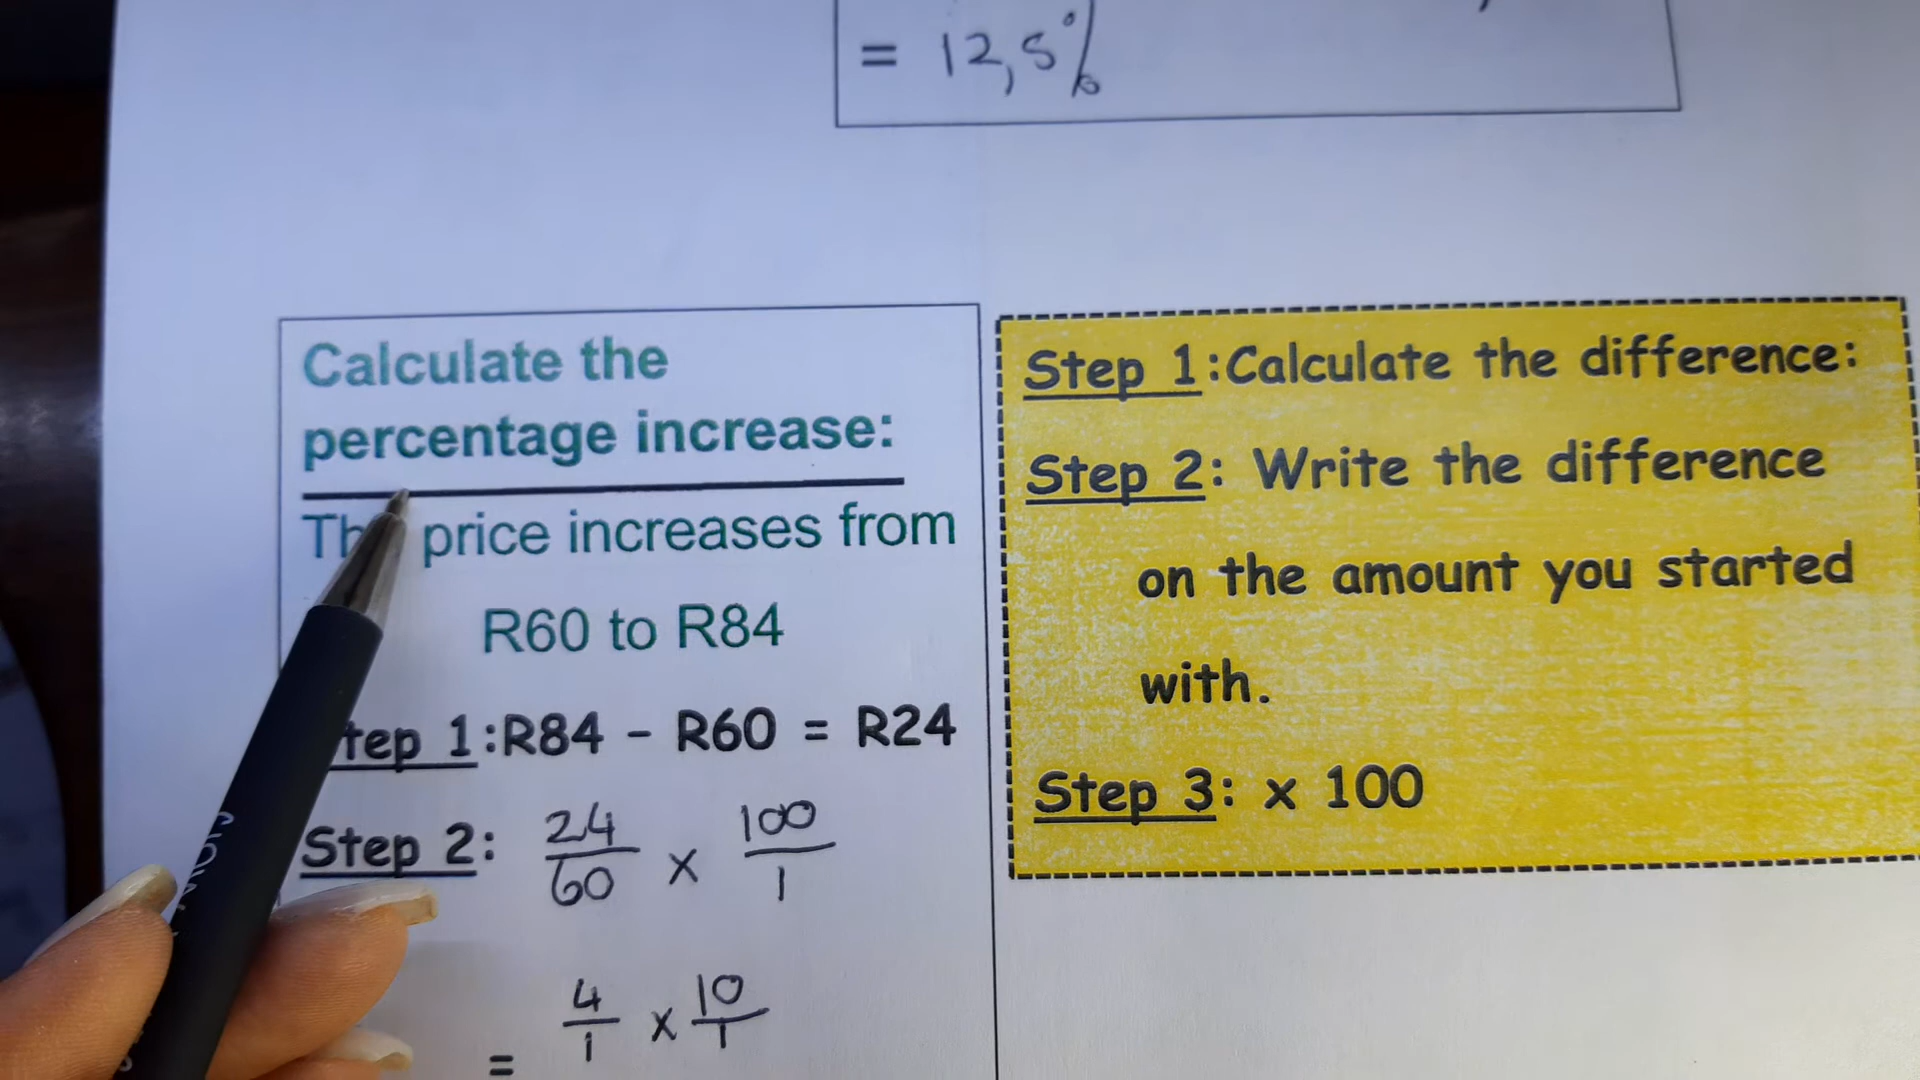 = 12,5%
Calculate the
percentage increase:
price increases from
R60 to R84
tep 1:R84 - R60 = R24
Step 2: 24/60 x 100/1
= 4/1 x 10/1
Step 1:Calculate the difference:
Step 2: Write the difference
on the amount you started
with.
Step 3: x 100